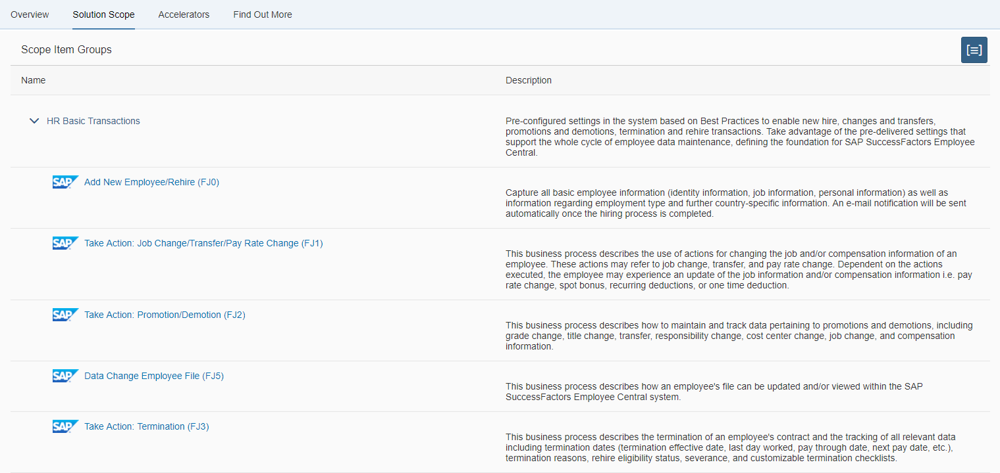 Overview Solution Scope Accelerators Find Out More
Scope Item Groups
Name Description
HR Basic Transactions
Pre-configured settings in the system based on Best Practices to enable new hire, changes and transfers,
promotions and demotions, termination and rehire transactions. Take advantage of the pre-delivered settings that
support the whole cycle of employee data maintenance, defining the foundation for SAP SuccessFactors Employee
Central.
SAP Add New Employee/Rehire (FJ0)
Capture all basic employee information (identity information, job information, personal information) as well as
information regarding employment type and further country-specific information. An e-mail notification will be sent
automatically once the hiring process is completed.
SAP Take Action: Job Change/Transfer/Pay Rate Change (FJ1)
This business process describes the use of actions for changing the job and/or compensation information of an
employee. These actions may refer to job change, transfer, and pay rate change. Dependent on the actions
executed, the employee may experience an update of the job information and/or compensation information i.e. pay
rate change, spot bonus, recurring deductions, or one time deduction.
SAP Take Action: Promotion/Demotion (FJ2)
This business process describes how to maintain and track data pertaining to promotions and demotions, including
grade change, title change, transfer, responsibility change, cost center change, job change, and compensation
information.
SAP Data Change Employee File (FJ5)
This business process describes how an employee's file can be updated and/or viewed within the SAP
SuccessFactors Employee Central system.
SAP Take Action: Termination (FJ3)
This business process describes the termination of an employee's contract and the tracking of all relevant data
including termination dates (termination effective date, last day worked, pay through date, next pay date, etc.),
termination reasons, rehire eligibility status, severance, and customizable termination checklists.